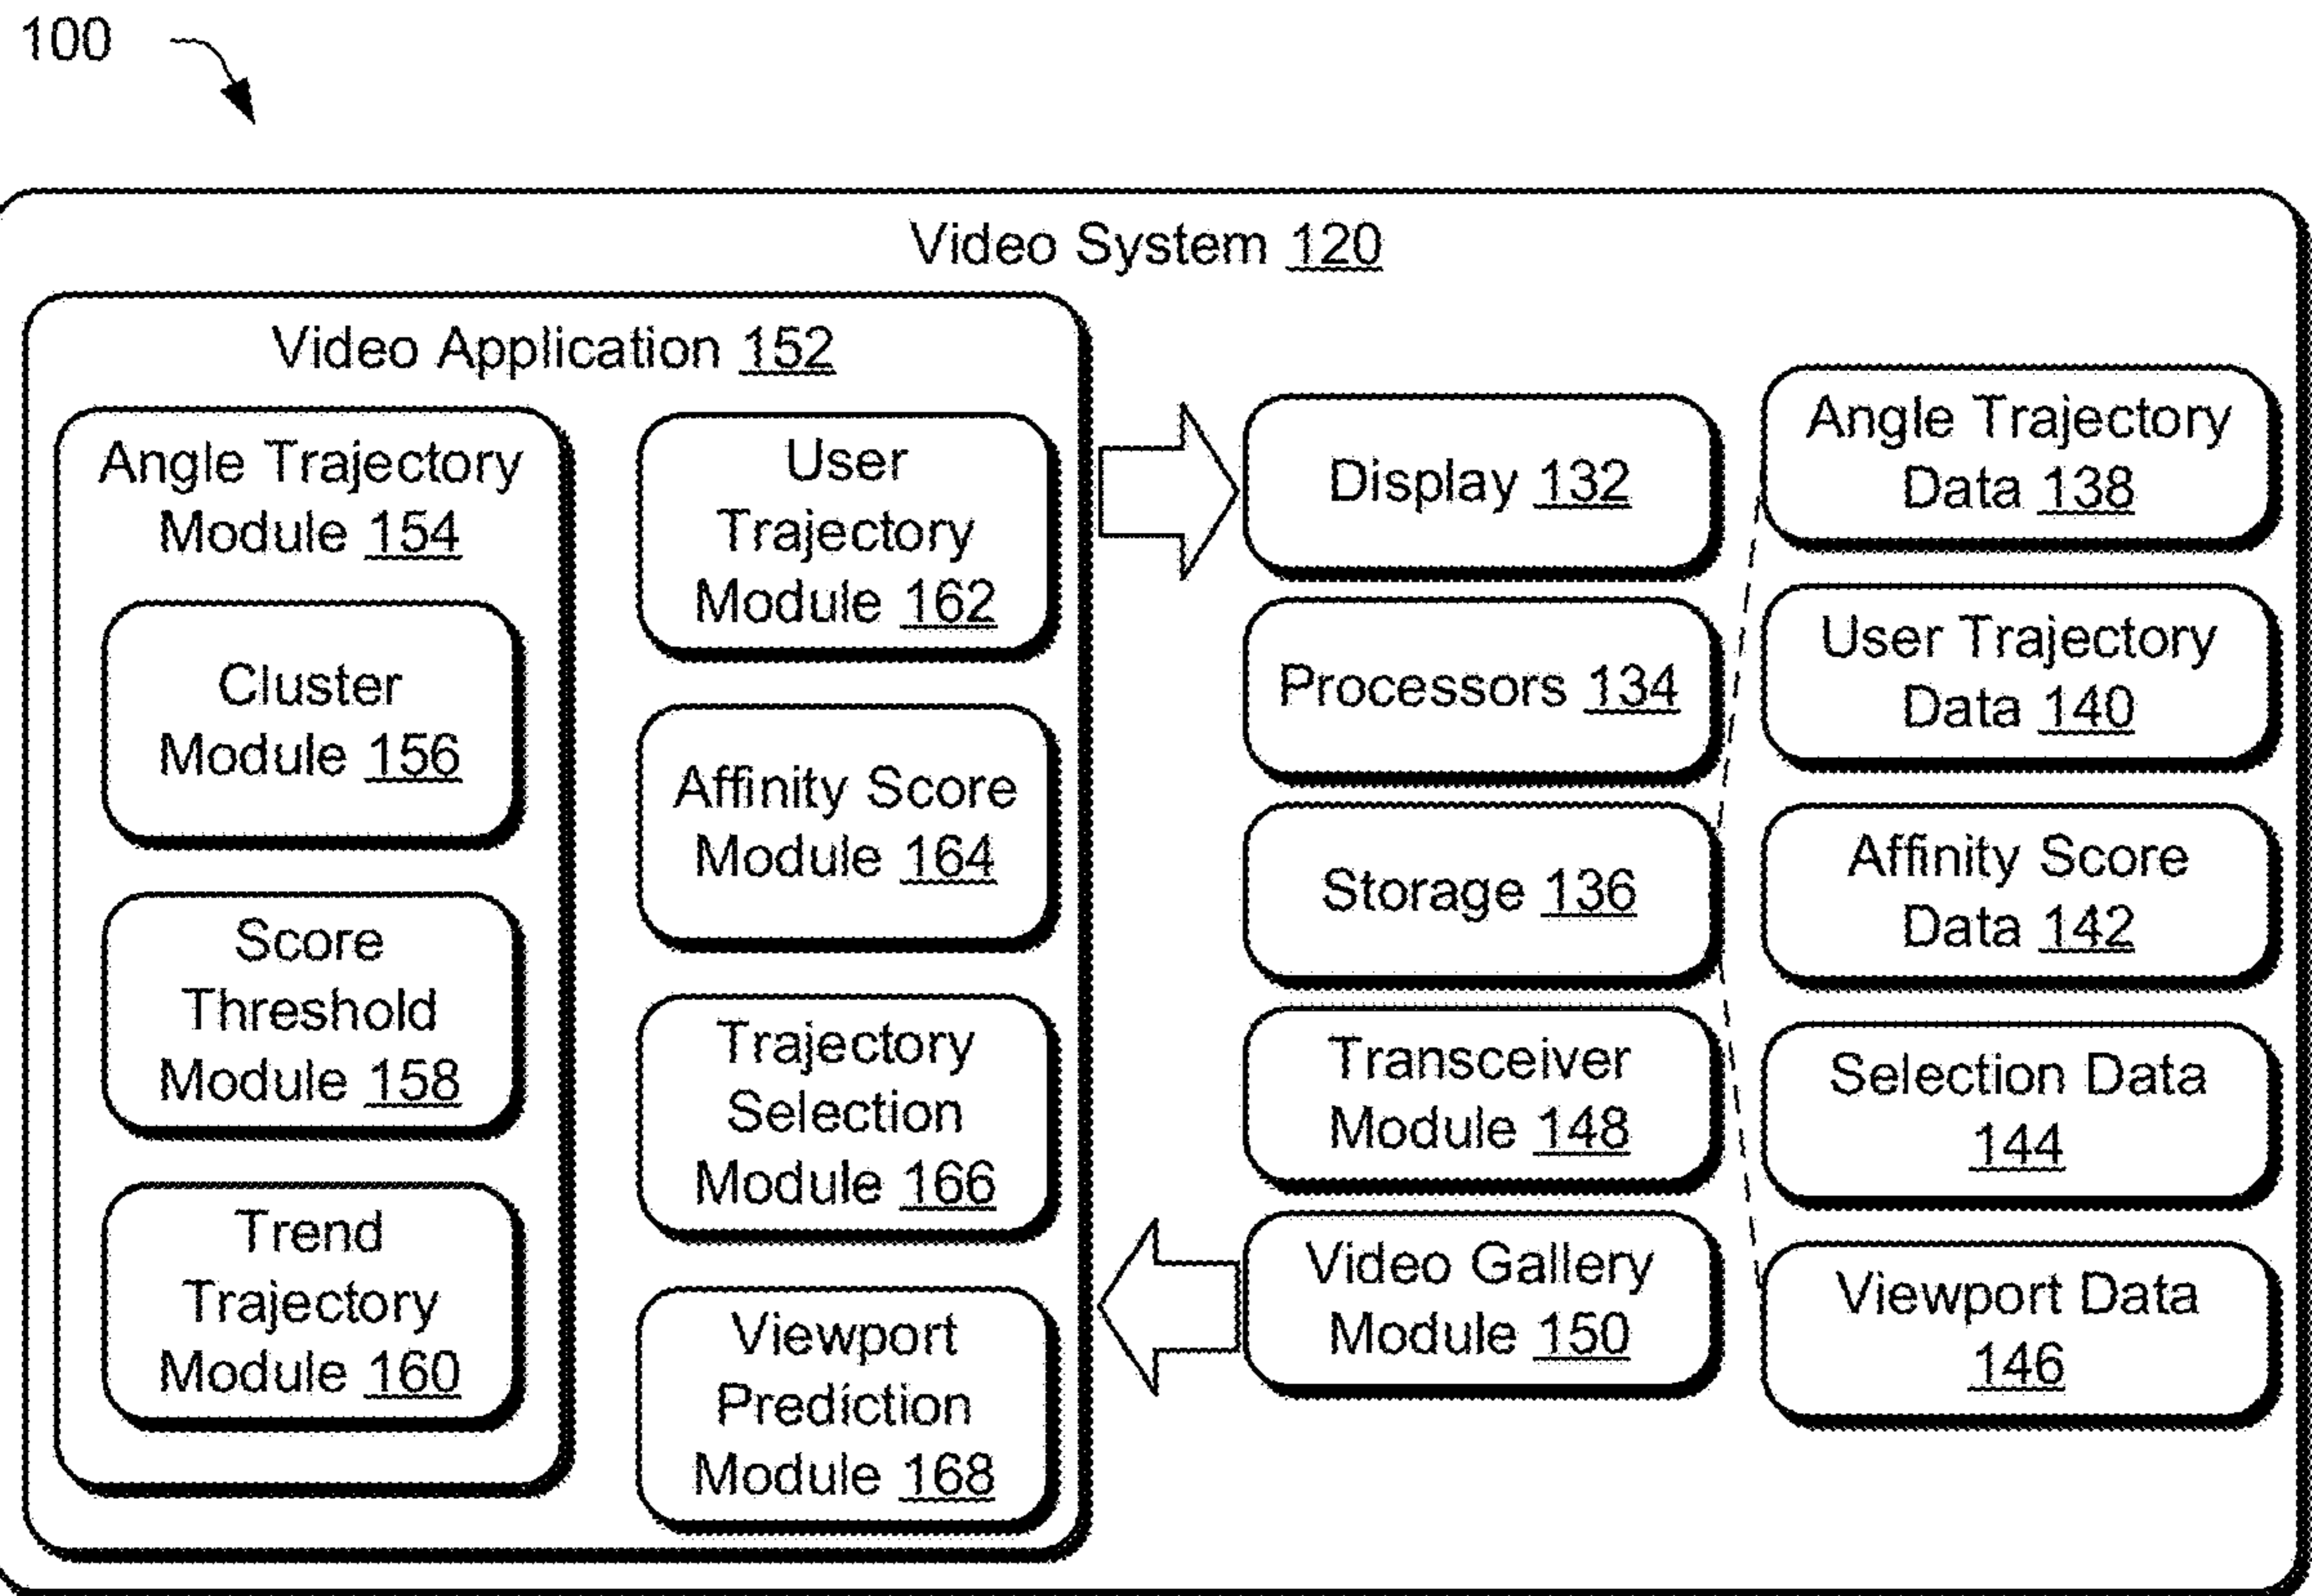 100
Video System 120
Video Application 152
Angle Trajectory
Module 154
Cluster
Module 156
Score
Threshold
Module 158
Trend
Trajectory
Module 160
User
Trajectory
Module 162
Affinity Score
Module 164
Trajectory
Selection
Module 166
Viewport
Prediction
Module 168
Display 132
Processors 134
Storage 136
Transceiver
Module 148
Video Gallery
Module 150
Angle Trajectory
Data 138
User Trajectory
Data 140
Affinity Score
Data 142
Selection Data
144
Viewport Data
146